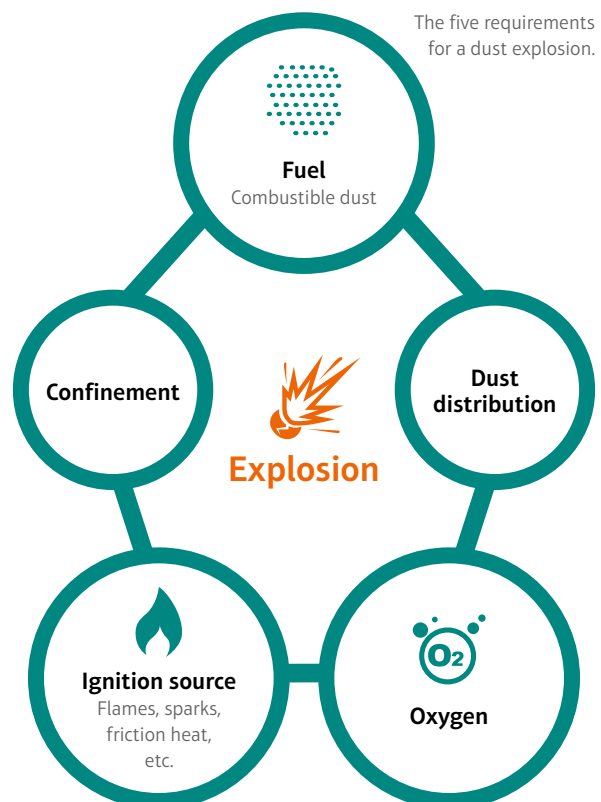 The five requirements
for a dust explosion.
Fuel
Combustible dust
Confinement
Dust
distribution
Explosion
Ignition source
Flames, sparks,
friction heat,
etc.
O2
Oxygen